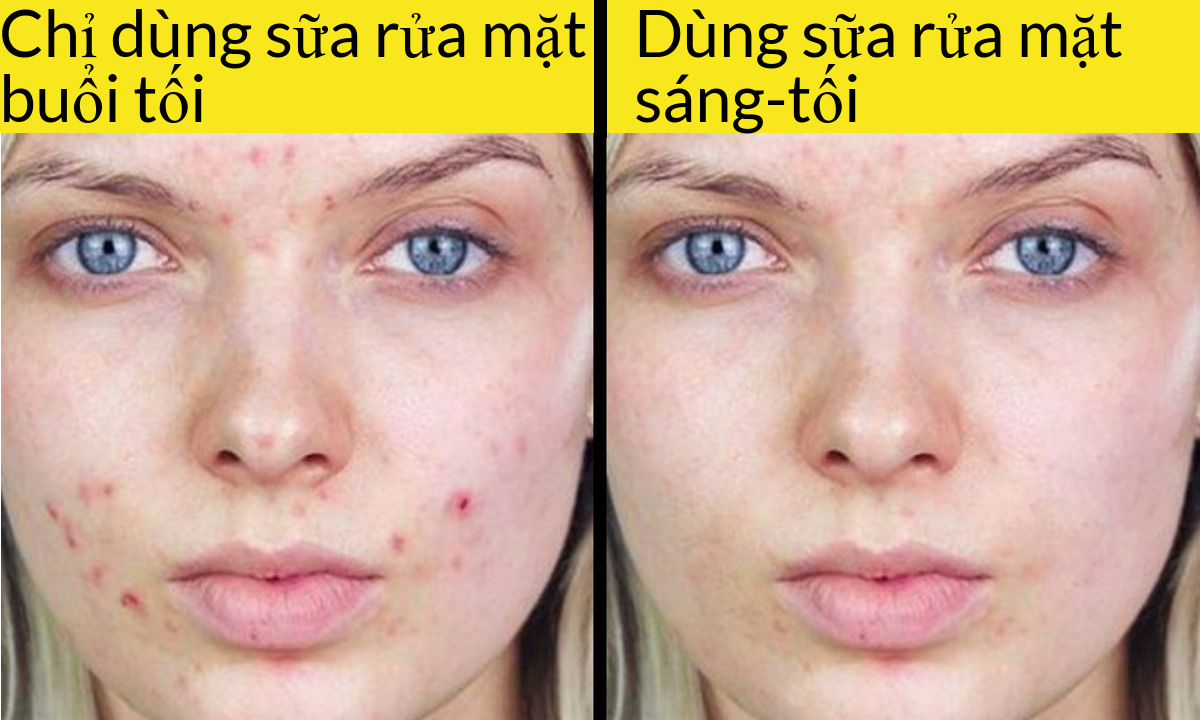 Chỉ dùng sữa rửa mặt
buổi tối
Dùng sữa rửa mặt
sáng-tối